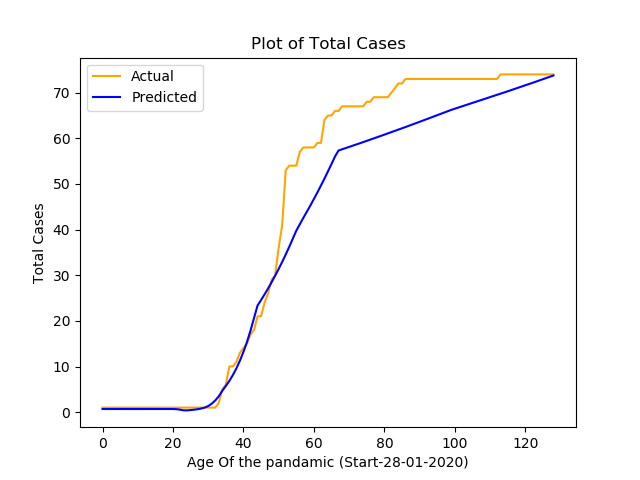 Plot of Total Cases
Actual
Predicted
70
60
50
40
30
20
10
0
Total Cases
0 20 40 60 80 100 120
Age Of the pandamic (Start-28-01-2020)